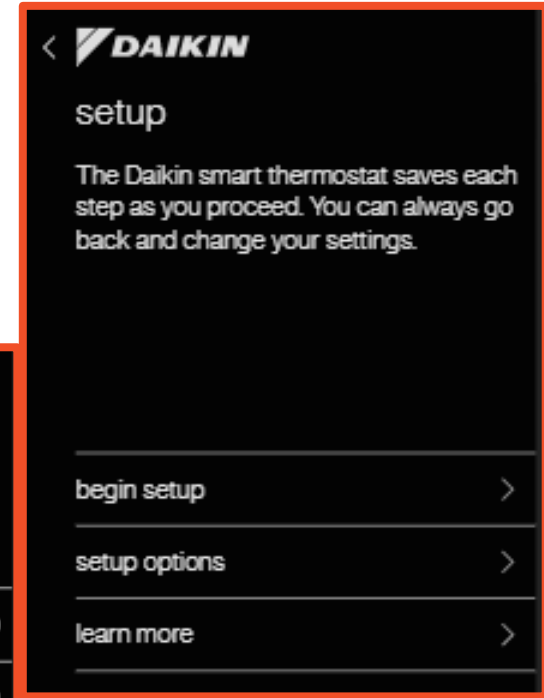 DAIKIN
setup
The Daikin smart thermostat saves each
step as you proceed. You can always go
back and change your settings.
begin setup
setup options
learn more